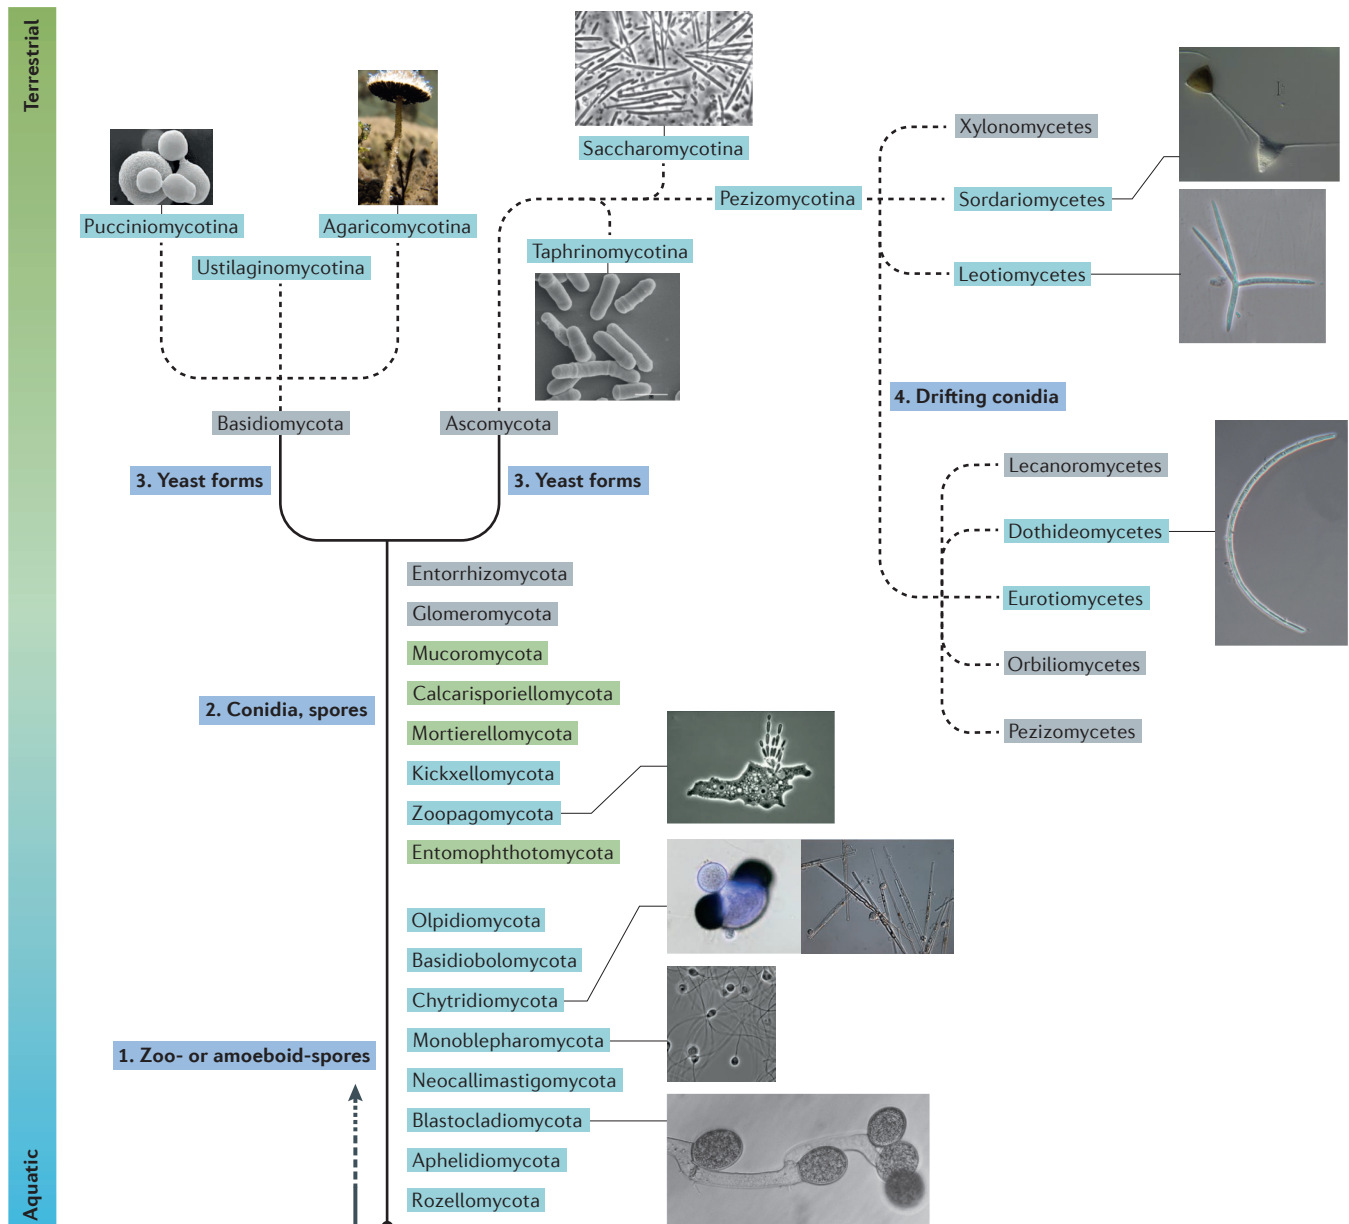 Terrestrial
Saccharomycotina
Xylonomycetes
Pezizomycotina
Sordariomycetes
Pucciniomycotina
Agaricomycotina
Taphrinomycotina
Ustilaginomycotina
Leotiomycetes
4. Drifting conidia
Basidiomycota
Ascomycota
3. Yeast forms
3. Yeast forms
Lecanoromycetes
Dothideomycetes
Eurotiomycetes
Orbiliomycetes
Pezizomycetes
Entorrhizomycota
Glomeromycota
Mucoromycota
Calcarisporiellomycota
2. Conidia, spores
Mortierellomycota
Kickxellomycota
Zoopagomycota
Entomophthotomycota
Olpidiomycota
Basidiobolomycota
Chytridiomycota
Monoblepharomycota
1. Zoo- or amoeboid-spores
Neocallimastigomycota
Blastocladiomycota
Aphelidiomycota
Rozellomycota
Aquatic